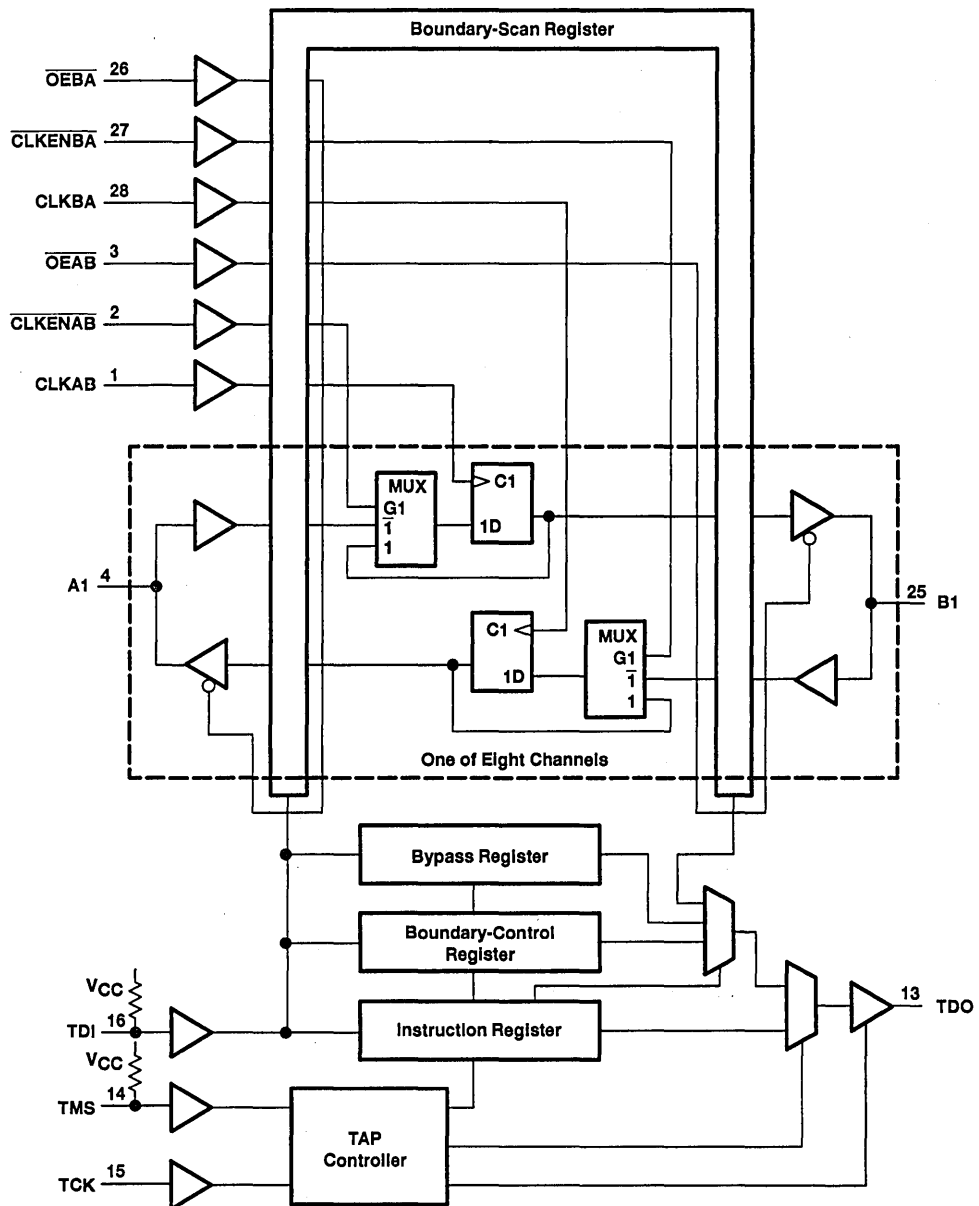 Boundary-Scan Register
OEBA 26
CLKENBA 27
CLKBA 28
OEAB 3
CLKENAB 2
CLKAB 1
MUX
G1
1
1
C1
1D
A1 4
25 B1
C1
1D
MUX
G1
1
1
One of Eight Channels
Bypass Register
Boundary-Control
Register
VCC
TDI 16
Instruction Register
13 TDO
VCC
TMS 14
TAP
Controller
TCK 15